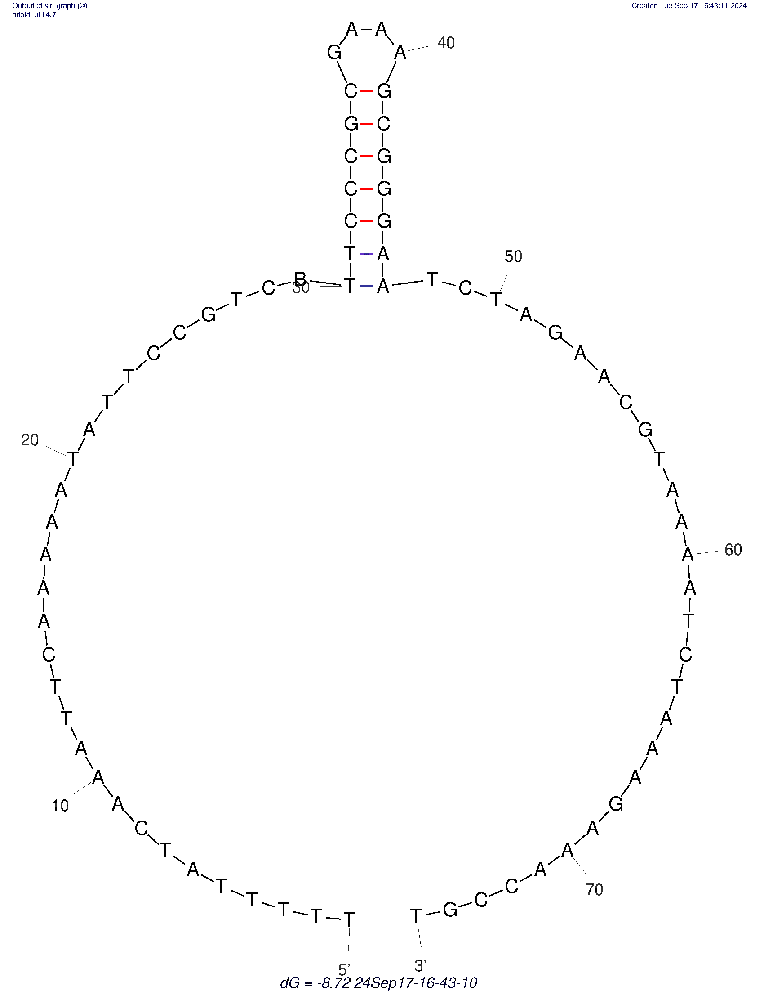 Output of sir_graph (©)
mfold_util 4.7
Created Tue Sep 17 16:43:11 2024
A A
G A 40
C G
G C
C G
C G
C G
T A
50
30 B T A T
C C
T T
G A
C G
C A
T A
T C
A G
20 T T
A A
A A
A A 60
A A
A T
C C
T T
T A
A A
A A
10 A G
C A
T A
A A
T C
70
T C
T G
T T T
5' 3'
dG = -8.72 24Sep17-16-43-10